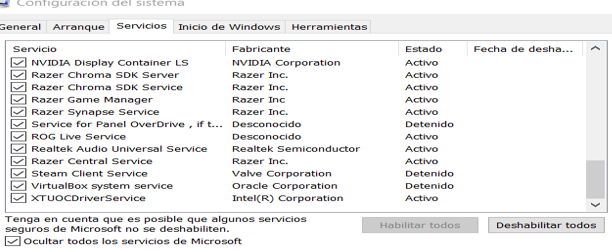 Configuración del sistema
General Arranque Servicios Inicio de Windows Herramientas
Servicio Fabricante Estado Fecha de desha...
NVIDIA Display Container LS NVIDIA Corporation Activo
Razer Chroma SDK Server Razer Inc. Activo
Razer Chroma SDK Service Razer Inc. Activo
Razer Game Manager Razer Inc Activo
Razer Synapse Service Razer Inc. Activo
Service for Panel OverDrive , if t... Desconocido Detenido
ROG Live Service Desconocido Activo
Realtek Audio Universal Service Realtek Semiconductor Activo
Razer Central Service Razer Inc. Activo
Steam Client Service Valve Corporation Detenido
VirtualBox system service Oracle Corporation Detenido
XTUOCDriverService Intel(R) Corporation Activo
Tenga en cuenta que es posible que algunos servicios
seguros de Microsoft no se deshabiliten.
Habilitar todos Deshabilitar todos
Ocultar todos los servicios de Microsoft